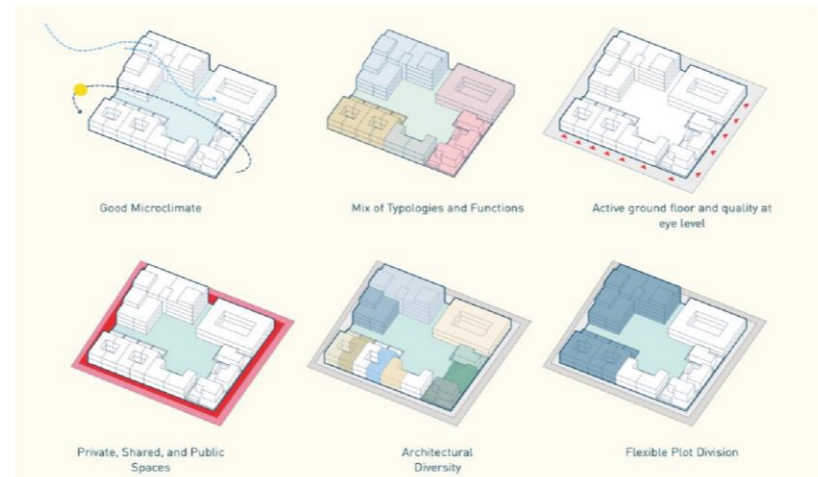 Good Microclimate
Mix of Typologies and Functions
Active ground floor and quality at
eye level
Private, Shared, and Public
Spaces
Architectural
Diversity
Flexible Plot Division